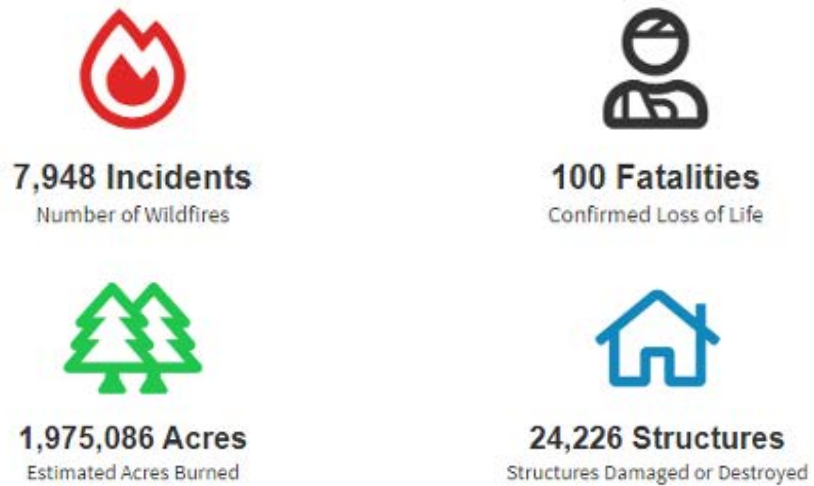 7,948 Incidents
Number of Wildfires
100 Fatalities
Confirmed Loss of Life
1,975,086 Acres
Estimated Acres Burned
24,226 Structures
Structures Damaged or Destroyed